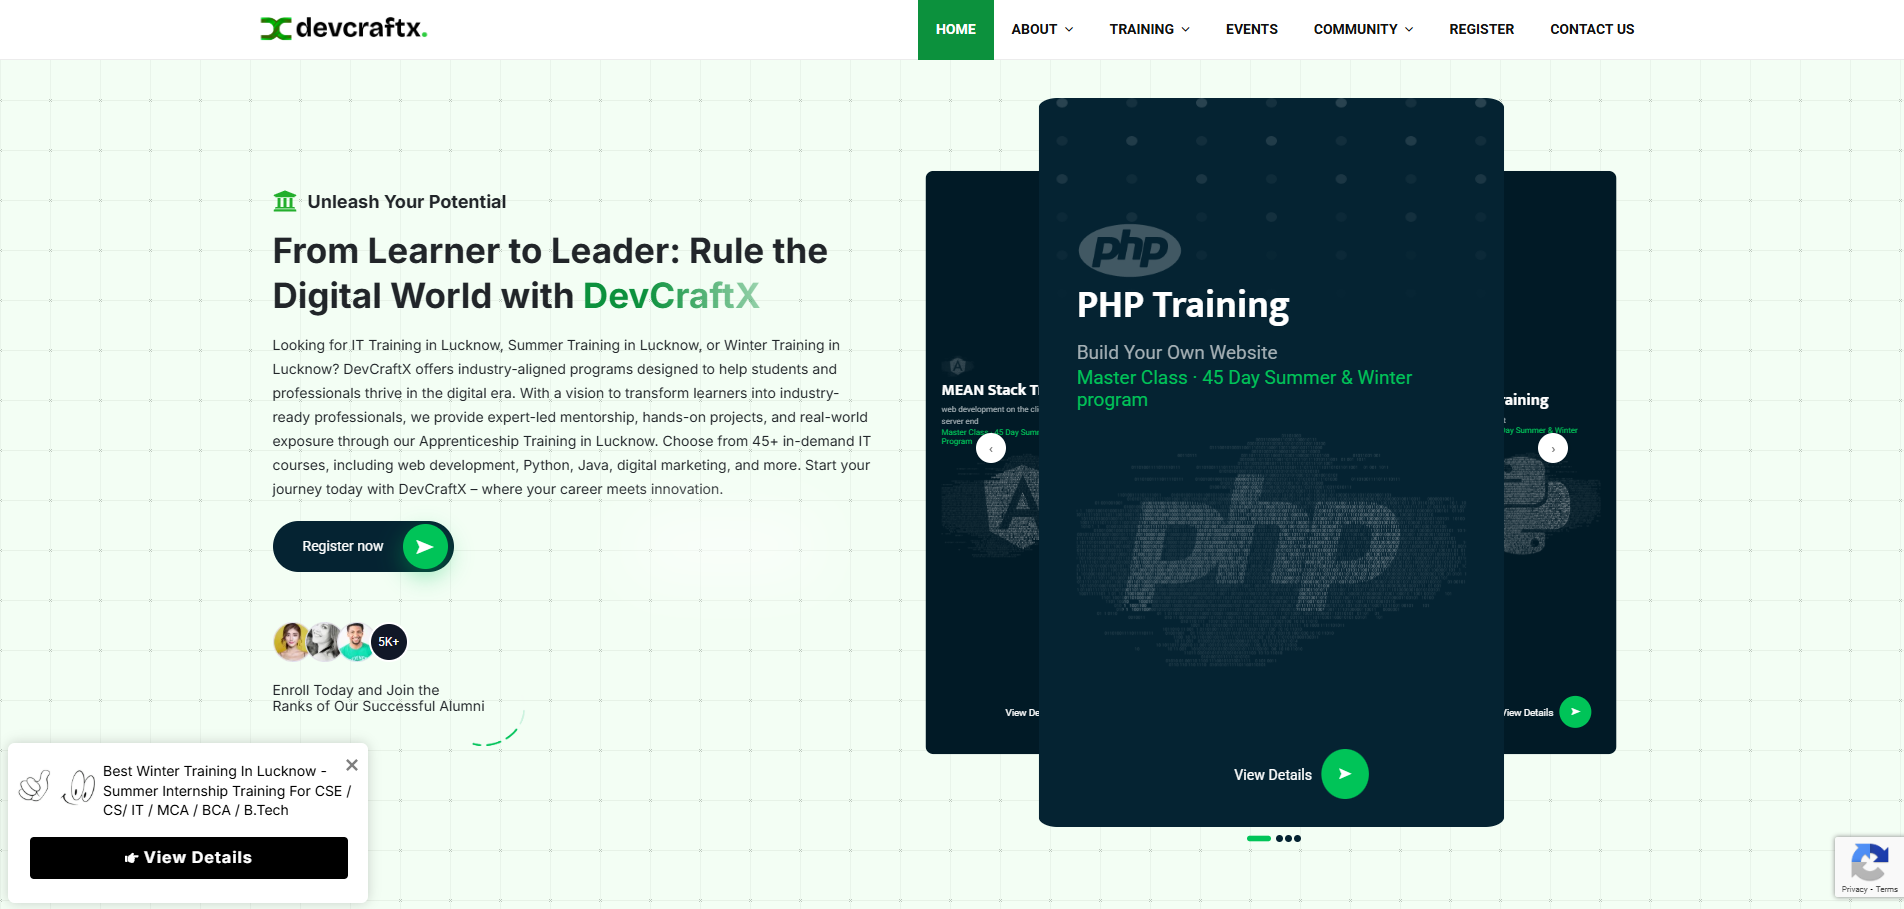 devcraftx.
HOME
ABOUT
TRAINING
EVENTS
COMMUNITY
REGISTER
CONTACT US
Unleash Your Potential
From Learner to Leader: Rule the
Digital World with DevCraftX
Looking for IT Training in Lucknow, Summer Training in Lucknow, or Winter Training in
Lucknow? DevCraftX offers industry-aligned programs designed to help students and
professionals thrive in the digital era. With a vision to transform learners into industry-
ready professionals, we provide expert-led mentorship, hands-on projects, and real-world
exposure through our Apprenticeship Training in Lucknow. Choose from 45+ in-demand IT
courses, including web development, Python, Java, digital marketing, and more. Start your
journey today with DevCraftX – where your career meets innovation.
Register now
5K+
Enroll Today and Join the
Ranks of Our Successful Alumni
MEAN Stack T
web development on the cli
server end
Master Class · 45 Day Summ
Program
View De
php
PHP Training
Build Your Own Website
Master Class · 45 Day Summer & Winter
program
php
View Details
raining
t
Day Summer & Winter
View Details
Best Winter Training In Lucknow -
Summer Internship Training For CSE /
CS/ IT / MCA / BCA / B.Tech
View Details
Privacy - Terms